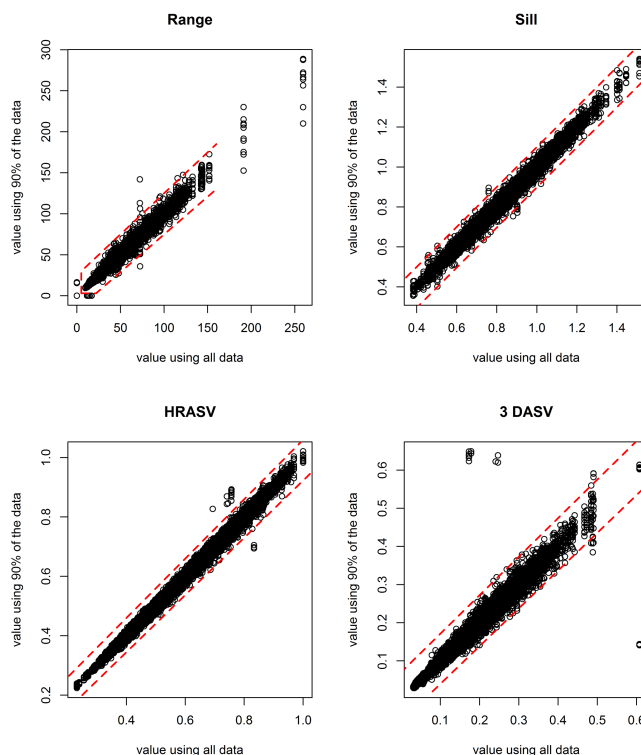 Range
Sill
value using 90% of the data
300
250
200
150
100
50
0
0 50 100 150 200 250
value using all data
value using 90% of the data
1.4
1.2
1.0
0.8
0.6
0.4
0.4 0.6 0.8 1.0 1.2 1.4
value using all data
HRASV
3 DASV
value using 90% of the data
1.0
0.8
0.6
0.4
0.2
0.4 0.6 0.8 1.0
value using all data
value using 90% of the data
0.6
0.5
0.4
0.3
0.2
0.1
0.1 0.2 0.3 0.4 0.5 0.6
value using all data